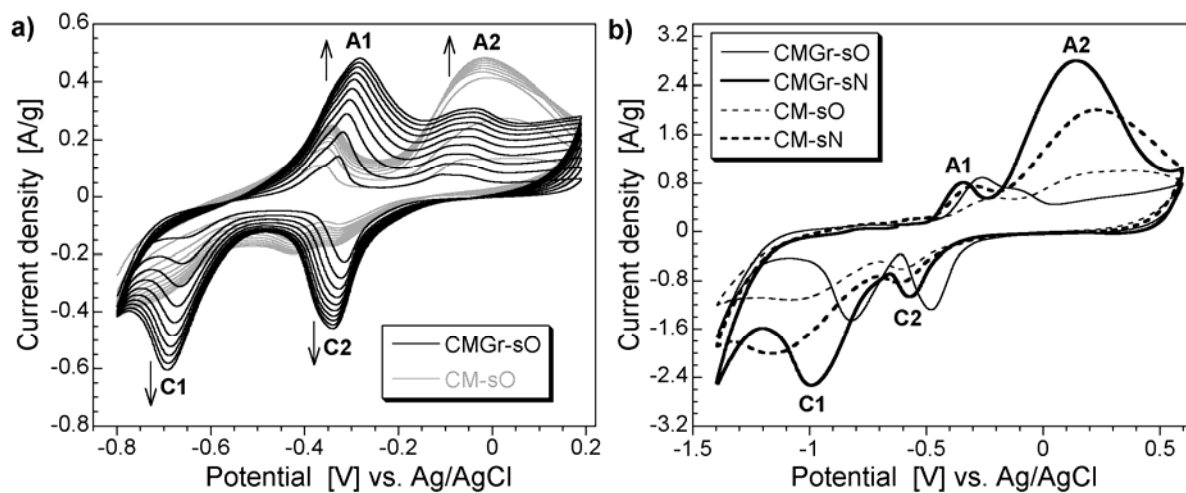 a)
Current density [A/g]
0.6
0.4
0.2
0
-0.2
-0.4
-0.6
-0.8
A1
A2
C1
C2
CMGr-sO
CM-sO
-0.8 -0.6 -0.4 -0.2 0 0.2
Potential [V] vs. Ag/AgCl
b)
Current density [A/g]
3.2
2.4
1.6
0.8
0
-0.8
-1.6
-2.4
-3.2
CMGr-sO
CMGr-sN
CM-sO
CM-sN
A2
A1
C2
C1
-1.5 -1 -0.5 0 0.5
Potential [V] vs. Ag/AgCl